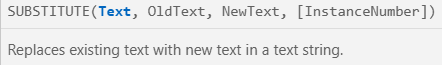 SUBSTITUTE(Text, OldText, NewText, [InstanceNumber])
Replaces existing text with new text in a text string.